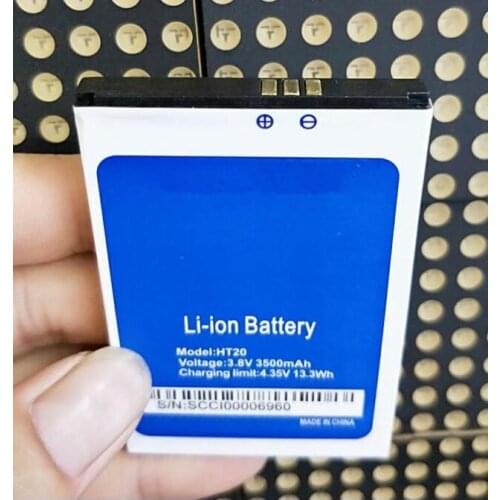 ⊕ ⊖
Li-ion Battery
Model:HT20
Voltage:3.8V 3500mAh
Charging limit:4.35V 13.3Wh
S/N:SCCI00006960
MADE IN CHINA